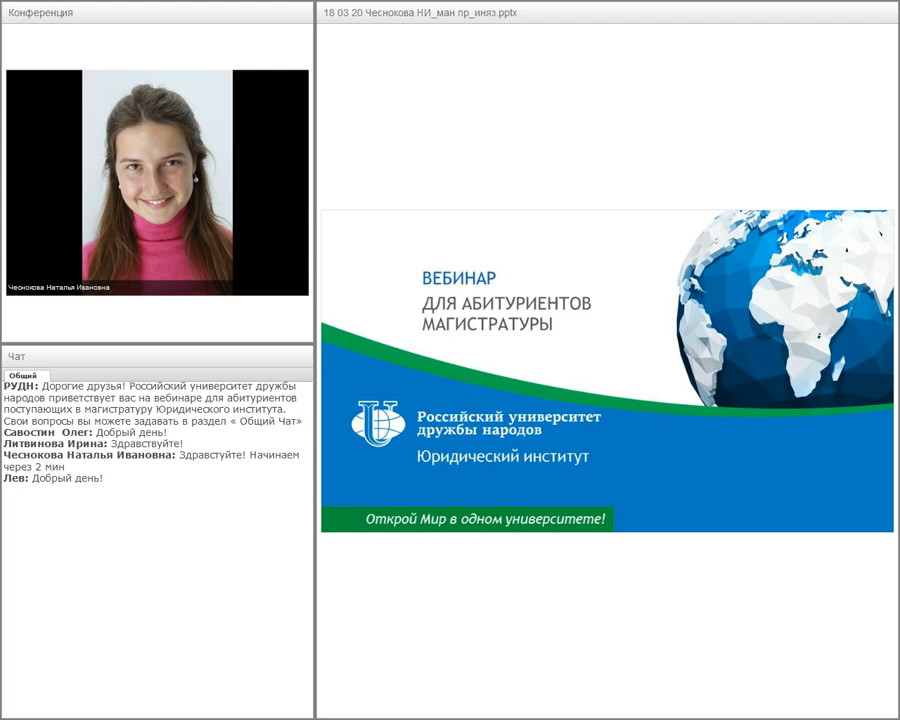 Конференция
Чеснокова Наталья Ивановна
Чат
Общий
РУДН: Дорогие друзья! Российский университет дружбы
народов приветствует вас на вебинаре для абитуриентов
поступающих в магистратуру Юридического института.
Свои вопросы вы можете задавать в раздел « Общий Чат»
Савостин Олег: Добрый день!
Литвинова Ирина: Здравствуйте!
Чеснокова Наталья Ивановна: Здравстуйте! Начинаем
через 2 мин
Лев: Добрый день!
18 03 20 Чеснокова НИ_ман пр_иняз.pptx
ВЕБИНАР
ДЛЯ АБИТУРИЕНТОВ
МАГИСТРАТУРЫ
Российский университет
дружбы народов
Юридический институт
Открой Мир в одном университете!